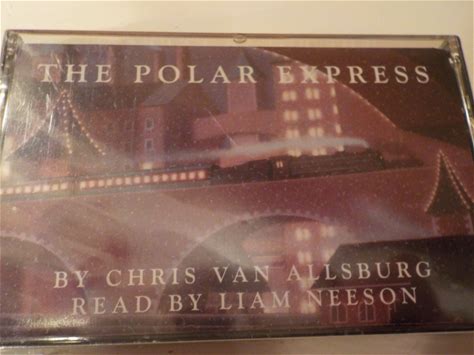 THE POLAR EXPRESS
BY CHRIS VAN ALLSBURG
READ BY LIAM NEESON